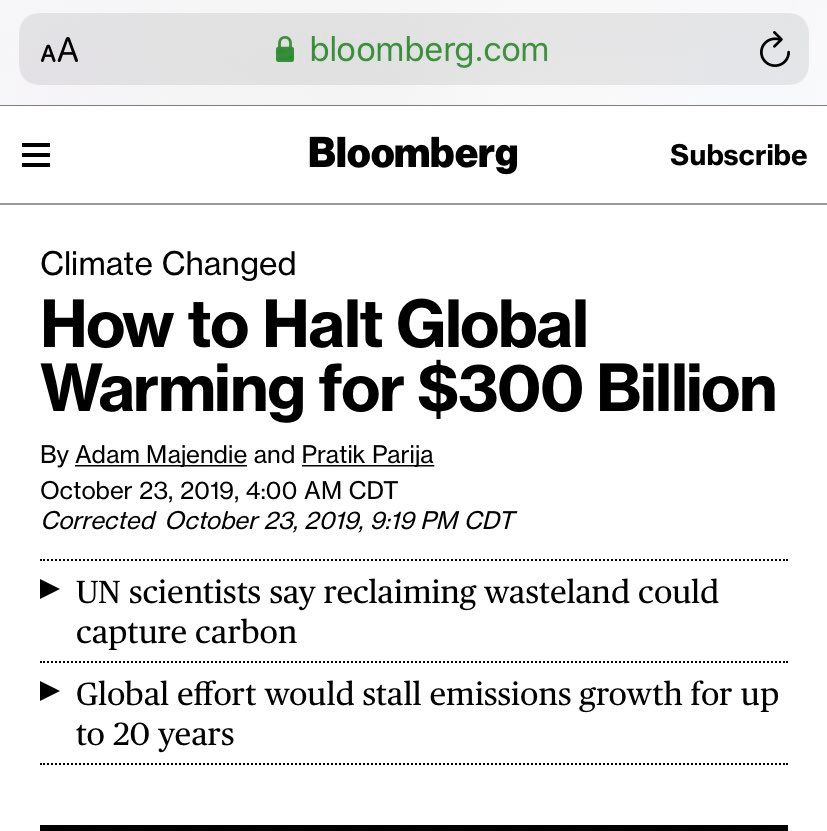 AA bloomberg.com
Bloomberg Subscribe
Climate Changed
How to Halt Global
Warming for $300 Billion
By Adam Majendie and Pratik Parija
October 23, 2019, 4:00 AM CDT
Corrected October 23, 2019, 9:19 PM CDT
UN scientists say reclaiming wasteland could
capture carbon
Global effort would stall emissions growth for up
to 20 years